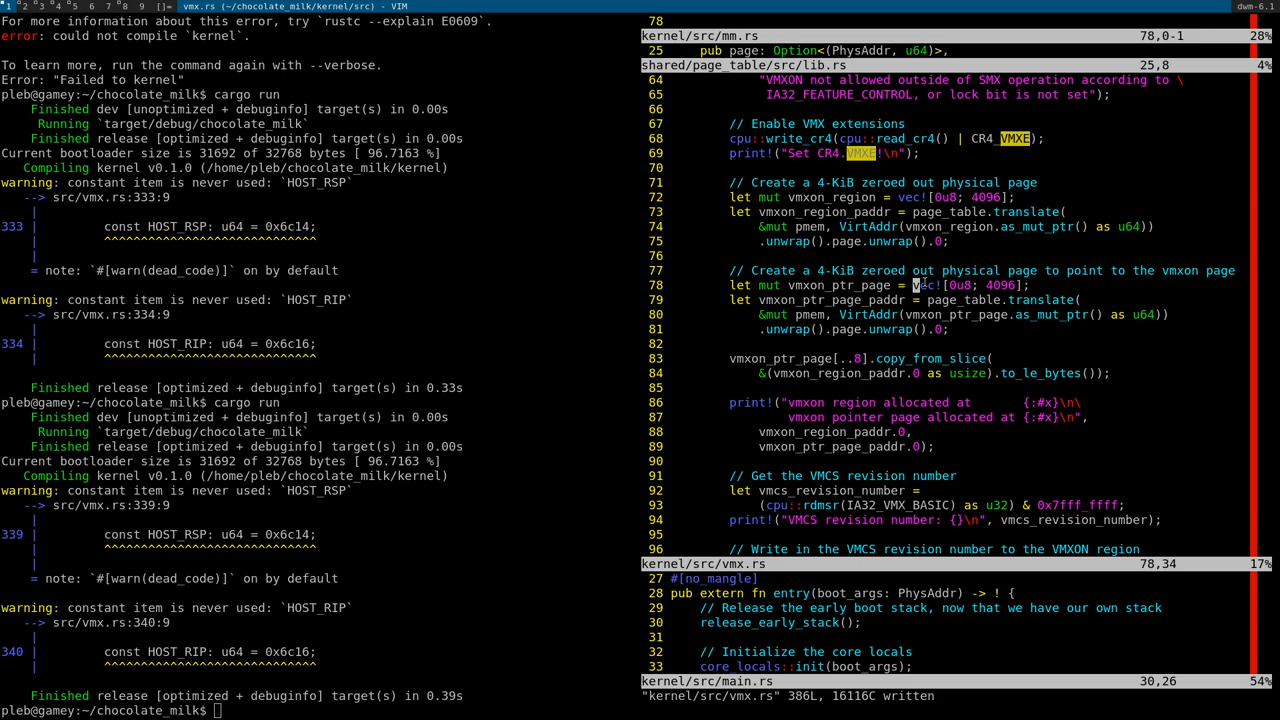 1 2 3 4 5 6 7 8 9 []= vmx.rs (~/chocolate_milk/kernel/src) - VIM dwm-6.1
For more information about this error, try `rustc --explain E0609`.
error: could not compile `kernel`.
To learn more, run the command again with --verbose.
Error: "Failed to kernel"
pleb@gamey:~/chocolate_milk$ cargo run
Finished dev [unoptimized + debuginfo] target(s) in 0.00s
Running `target/debug/chocolate_milk`
Finished release [optimized + debuginfo] target(s) in 0.00s
Current bootloader size is 31692 of 32768 bytes [ 96.7163 %]
Compiling kernel v0.1.0 (/home/pleb/chocolate_milk/kernel)
warning: constant item is never used: `HOST_RSP`
--> src/vmx.rs:333:9
|
333 | const HOST_RSP: u64 = 0x6c14;
| ^^^^^^^^^^^^^^^^^^^^^^^^^^^^^
|
= note: `#[warn(dead_code)]` on by default
warning: constant item is never used: `HOST_RIP`
--> src/vmx.rs:334:9
|
334 | const HOST_RIP: u64 = 0x6c16;
| ^^^^^^^^^^^^^^^^^^^^^^^^^^^^^
Finished release [optimized + debuginfo] target(s) in 0.33s
pleb@gamey:~/chocolate_milk$ cargo run
Finished dev [unoptimized + debuginfo] target(s) in 0.00s
Running `target/debug/chocolate_milk`
Finished release [optimized + debuginfo] target(s) in 0.00s
Current bootloader size is 31692 of 32768 bytes [ 96.7163 %]
Compiling kernel v0.1.0 (/home/pleb/chocolate_milk/kernel)
warning: constant item is never used: `HOST_RSP`
--> src/vmx.rs:339:9
|
339 | const HOST_RSP: u64 = 0x6c14;
| ^^^^^^^^^^^^^^^^^^^^^^^^^^^^^
|
= note: `#[warn(dead_code)]` on by default
warning: constant item is never used: `HOST_RIP`
--> src/vmx.rs:340:9
|
340 | const HOST_RIP: u64 = 0x6c16;
| ^^^^^^^^^^^^^^^^^^^^^^^^^^^^^
Finished release [optimized + debuginfo] target(s) in 0.39s
pleb@gamey:~/chocolate_milk$
78
kernel/src/mm.rs 78,0-1 28%
25 pub page: Option<(PhysAddr, u64)>,
shared/page_table/src/lib.rs 25,8 4%
64 "VMXON not allowed outside of SMX operation according to \
65 IA32_FEATURE_CONTROL, or lock bit is not set");
66
67 // Enable VMX extensions
68 cpu::write_cr4(cpu::read_cr4() | CR4_VMXE);
69 print!("Set CR4.VMXE!\n");
70
71 // Create a 4-KiB zeroed out physical page
72 let mut vmxon_region = vec![0u8; 4096];
73 let vmxon_region_paddr = page_table.translate(
74 &mut pmem, VirtAddr(vmxon_region.as_mut_ptr() as u64))
75 .unwrap().page.unwrap().0;
76
77 // Create a 4-KiB zeroed out physical page to point to the vmxon page
78 let mut vmxon_ptr_page = vec![0u8; 4096];
79 let vmxon_ptr_page_paddr = page_table.translate(
80 &mut pmem, VirtAddr(vmxon_ptr_page.as_mut_ptr() as u64))
81 .unwrap().page.unwrap().0;
82
83 vmxon_ptr_page[..8].copy_from_slice(
84 &(vmxon_region_paddr.0 as usize).to_le_bytes());
85
86 print!("vmxon region allocated at {:#x}\n\
87 vmxon pointer page allocated at {:#x}\n",
88 vmxon_region_paddr.0,
89 vmxon_ptr_page_paddr.0);
90
91 // Get the VMCS revision number
92 let vmcs_revision_number =
93 (cpu::rdmsr(IA32_VMX_BASIC) as u32) & 0x7fff_ffff;
94 print!("VMCS revision number: {}\n", vmcs_revision_number);
95
96 // Write in the VMCS revision number to the VMXON region
kernel/src/vmx.rs 78,34 17%
27 #[no_mangle]
28 pub extern fn entry(boot_args: PhysAddr) -> ! {
29 // Release the early boot stack, now that we have our own stack
30 release_early_stack();
31
32 // Initialize the core locals
33 core_locals::init(boot_args);
kernel/src/main.rs 30,26 54%
"kernel/src/vmx.rs" 386L, 16116C written